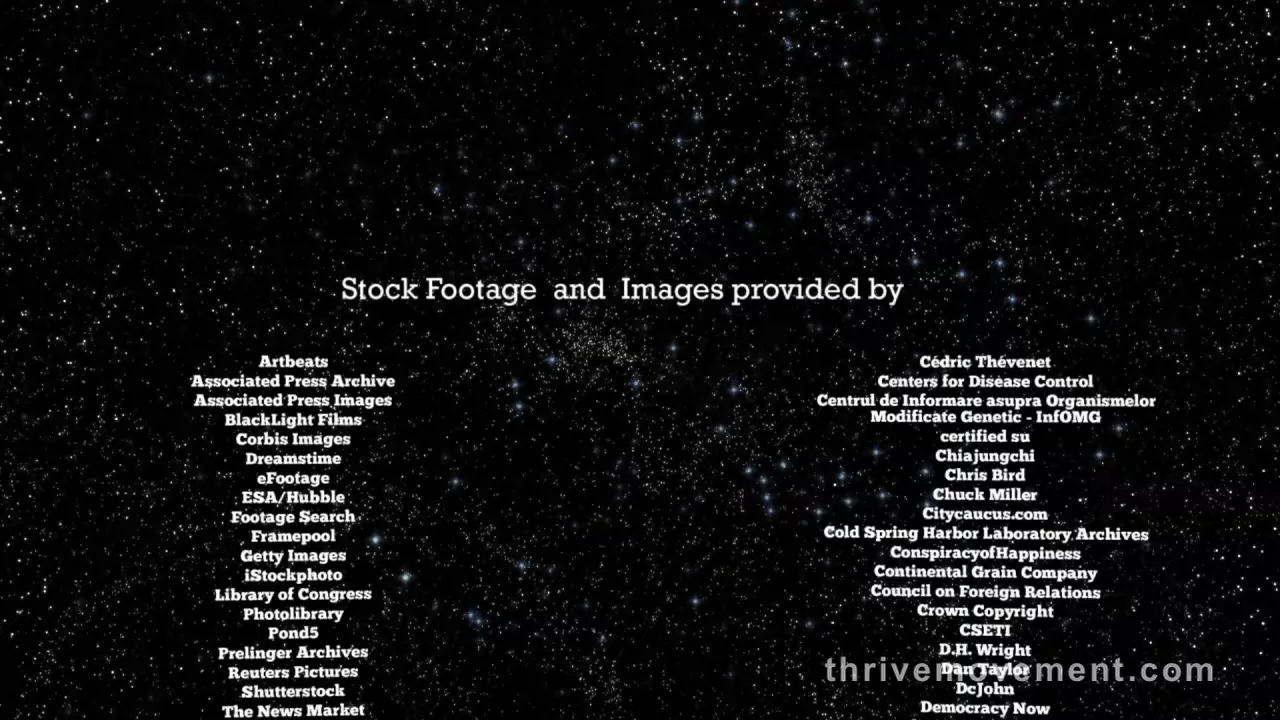 Stock Footage and Images provided by
Artbeats
Associated Press Archive
Associated Press Images
BlackLight Films
Corbis Images
Dreamstime
eFootage
ESA/Hubble
Footage Search
Framepool
Getty Images
iStockphoto
Library of Congress
Photolibrary
Pond5
Prelinger Archives
Reuters Pictures
Shutterstock
The News Market
Cédric Thévenet
Centers for Disease Control
Centrul de Informare asupra Organismelor
Modificate Genetic - InfOMG
certified su
Chiajungchi
Chris Bird
Chuck Miller
Citycaucus.com
Cold Spring Harbor Laboratory Archives
ConspiracyofHappiness
Continental Grain Company
Council on Foreign Relations
Crown Copyright
CSETI
D.H. Wright
Dan Taylor
DcJohn
Democracy Now
thrivemovement.com